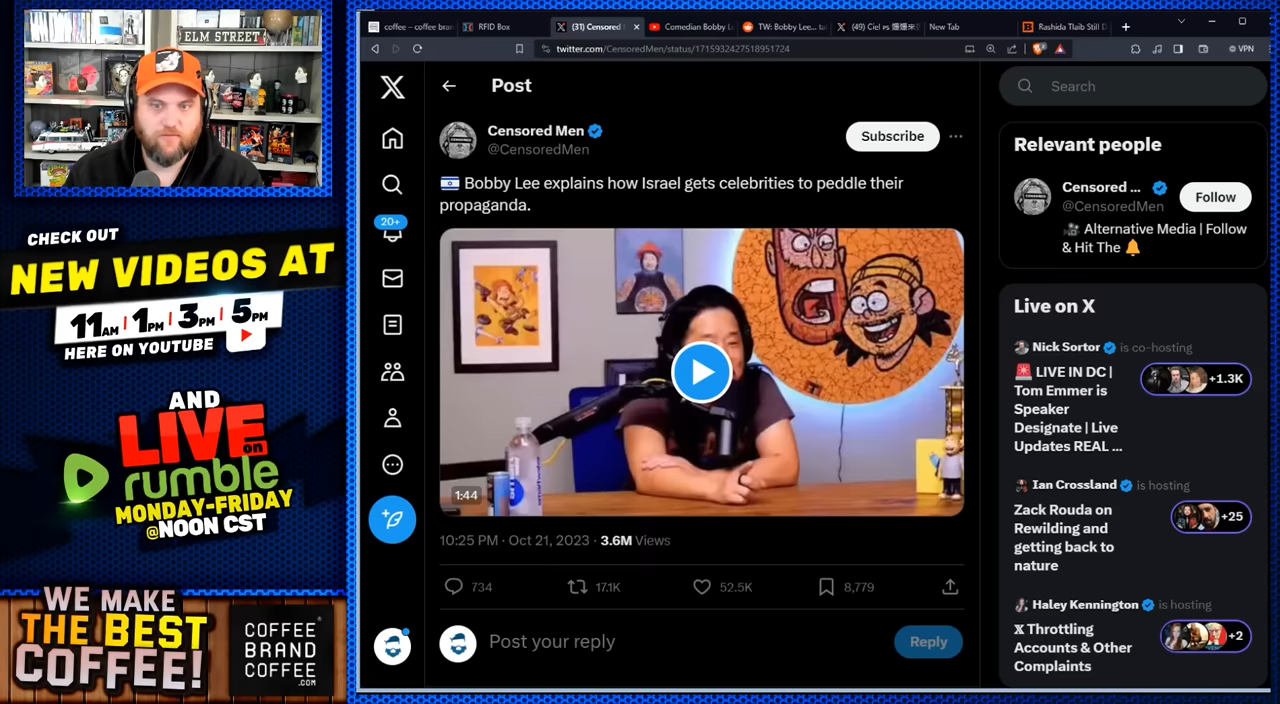 ELM STREET
CHECK OUT
NEW VIDEOS AT
11AM | 1PM | 3PM | 5PM
HERE ON YOUTUBE
AND
LIVE
on
rumble
MONDAY-FRIDAY
@NOON CST
WE MAKE
THE BEST
COFFEE!
COFFEE
BRAND
COFFEE
.COM
coffee – coffee bran
RFID Box
(31) Censored
Comedian Bobby L
TW: Bobby Lee... ta
New Tab
Rashida Tlaib Still D
twitter.com/CensoredMen/status/1715932427518951724
VPN
Post
Censored Men
@CensoredMen
Subscribe
🇮🇱 Bobby Lee explains how Israel gets celebrities to peddle their
propaganda.
20+
1:44
10:25 PM · Oct 21, 2023 · 3.6M Views
734
17.1K
52.5K
8,779
Post your reply
Reply
Search
Relevant people
Censored ...
@CensoredMen
Follow
🎥 Alternative Media | Follow
& Hit The 🔔
Live on X
Nick Sortor is co-hosting
🚨 LIVE IN DC |
Tom Emmer is
Speaker
Designate | Live
Updates REAL ...
+1.3K
Ian Crossland is hosting
Zack Rouda on
Rewilding and
getting back to
nature
+25
Haley Kennington is hosting
X Throttling
Accounts & Other
Complaints
+2